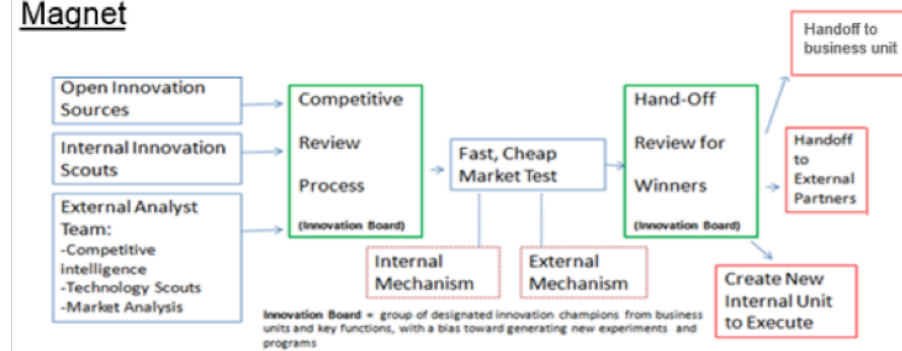 Magnet
Open Innovation
Sources
Internal Innovation
Scouts
External Analyst
Team:
-Competitive
intelligence
-Technology Scouts
-Market Analysis
Competitive
Review
Process
(Innovation Board)
Fast, Cheap
Market Test
Internal
Mechanism
External
Mechanism
Hand-Off
Review for
Winners
(Innovation Board)
Handoff to
business unit
Handoff
to
External
Partners
Create New
Internal Unit
to Execute
Innovation Board = group of designated innovation champions from business
units and key functions, with a bias toward generating new experiments and
programs